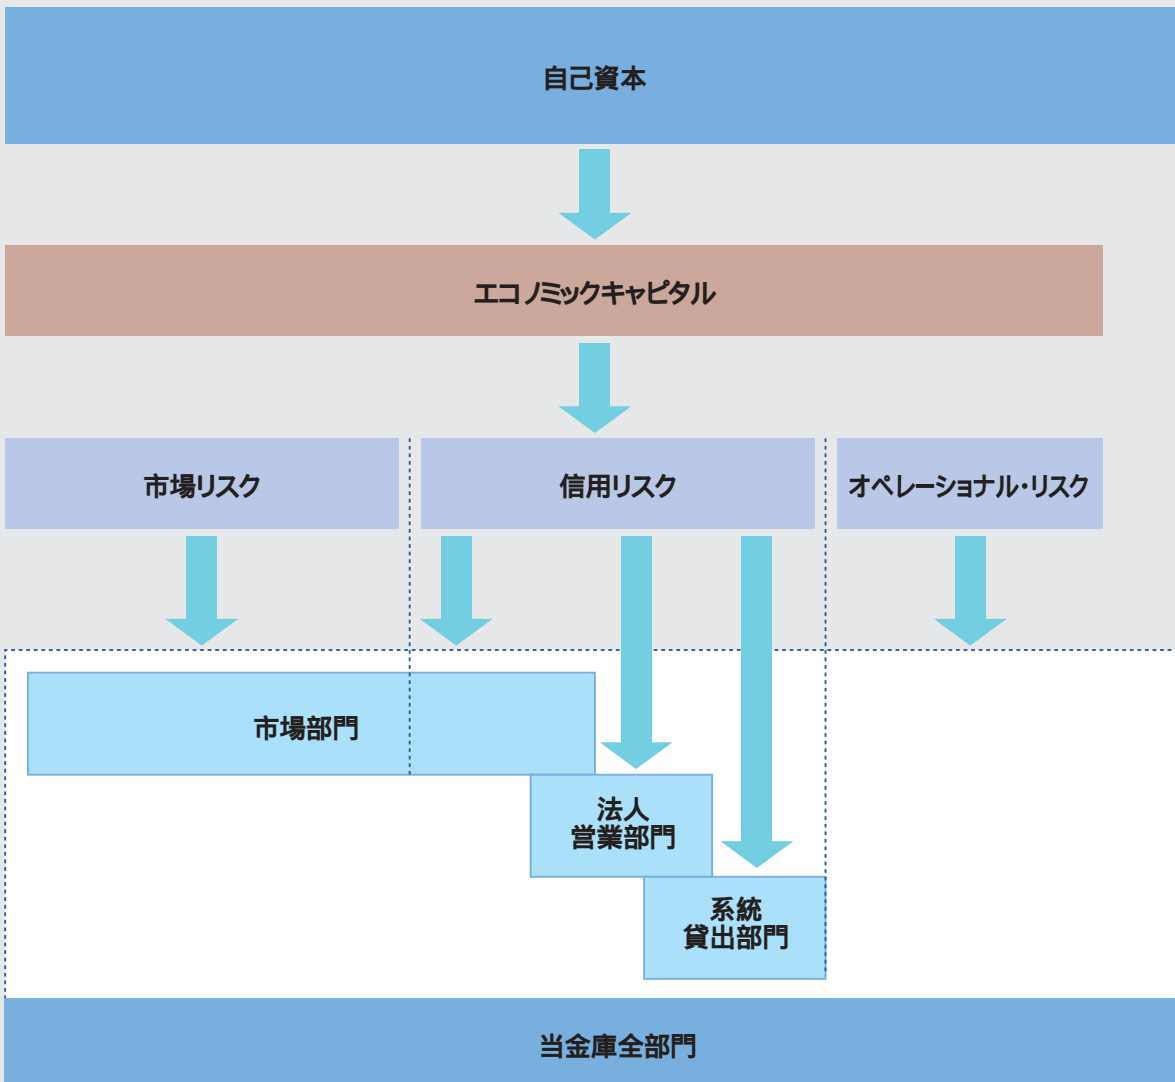 自己資本
エコノミックキャピタル
市場リスク
信用リスク
オペレーショナル・リスク
市場部門
法人
営業部門
系統
貸出部門
当金庫全部門